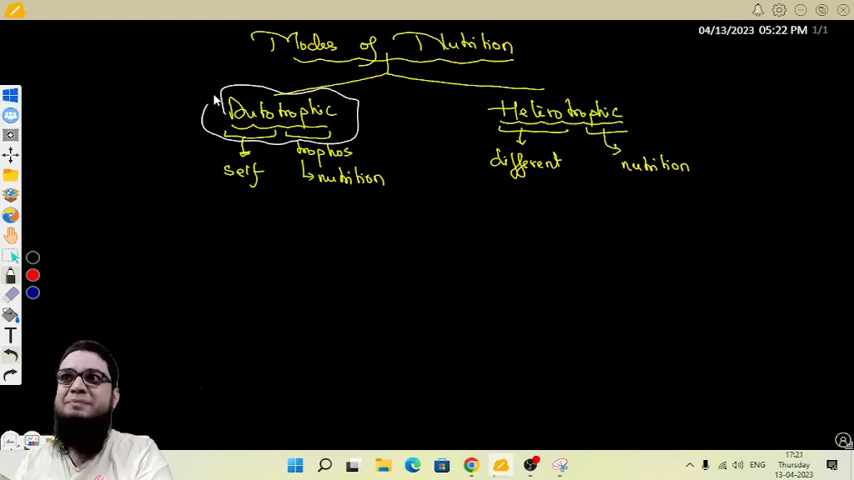 04/13/2023 05:22 PM 1/1
Modes of Nutrition
Autotrophic
Heterotrophic
self
trophos
nutrition
different
nutrition
T
ENG
17:21
Thursday
13-04-2023